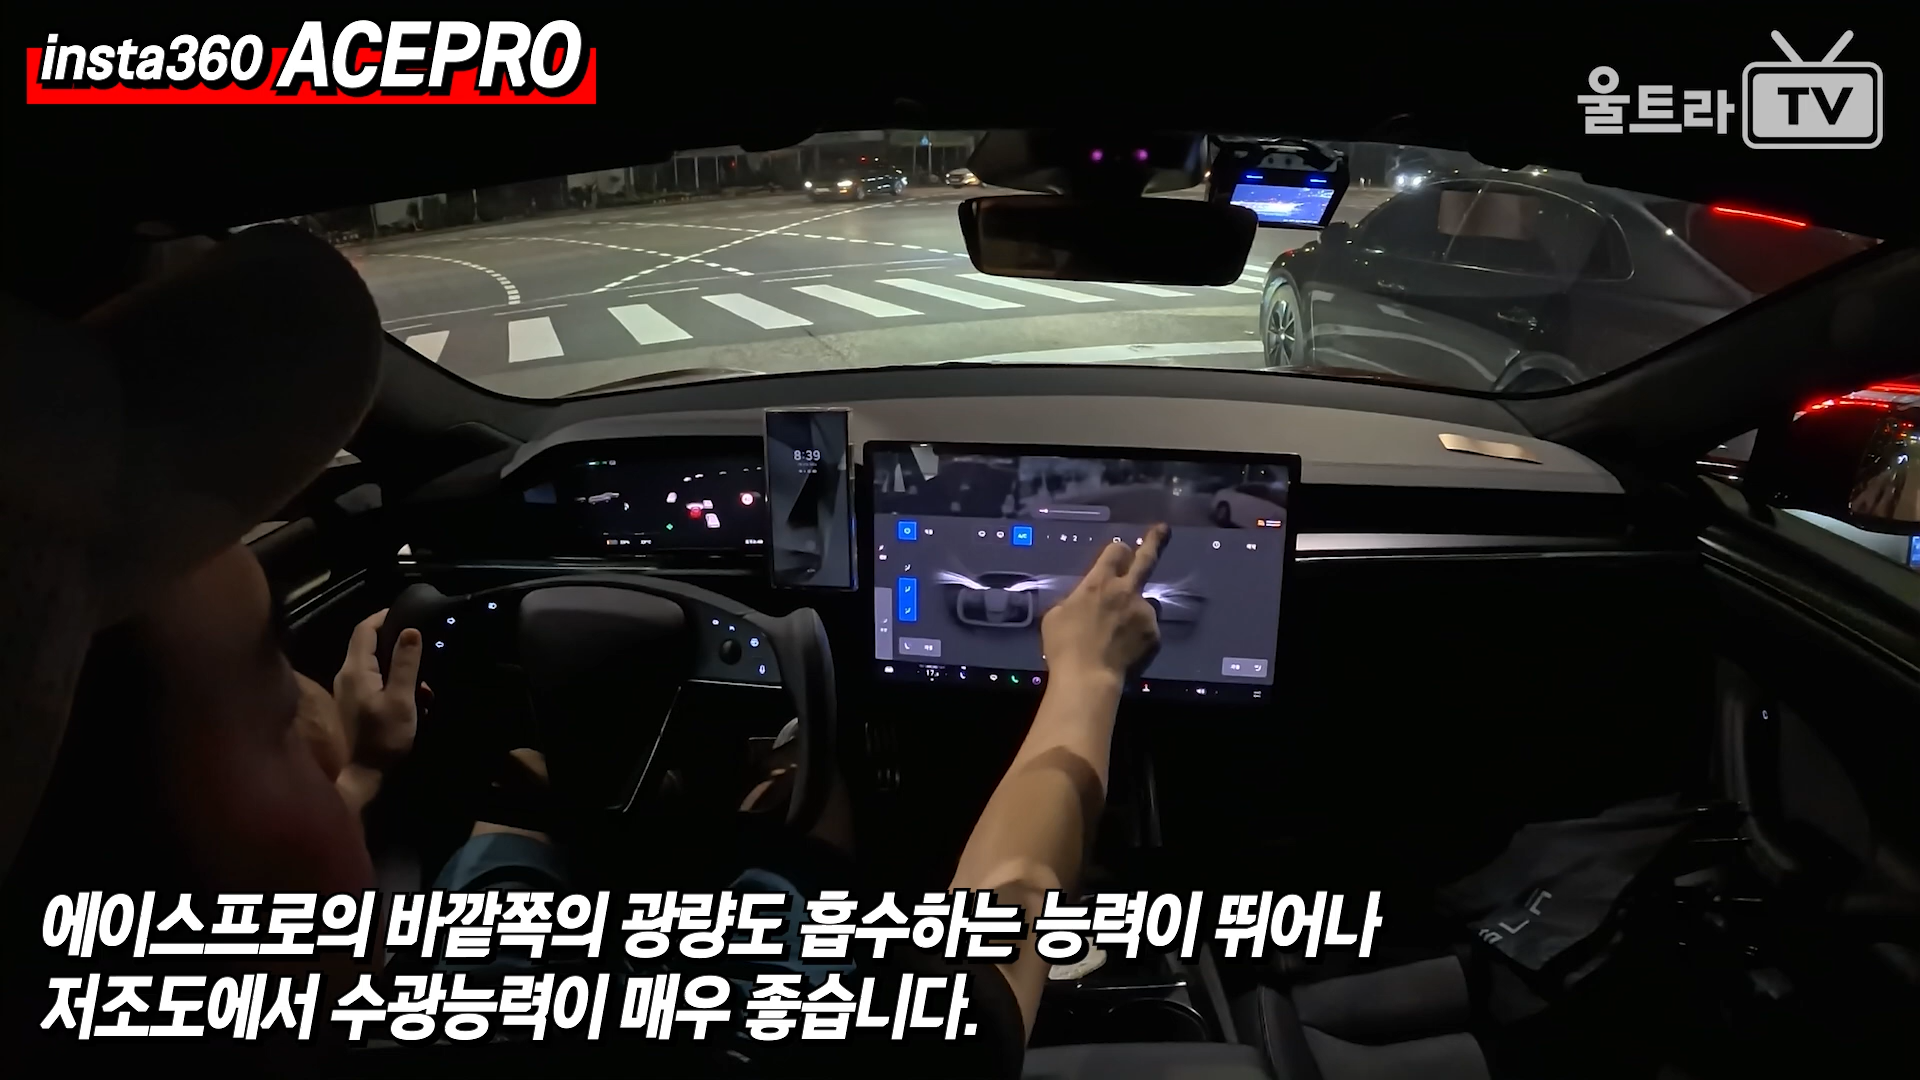 insta360 ACEPRO
울트라 TV
8:39
에이스프로의 바깥쪽의 광량도 흡수하는 능력이 뛰어나
저조도에서 수광능력이 매우 좋습니다.